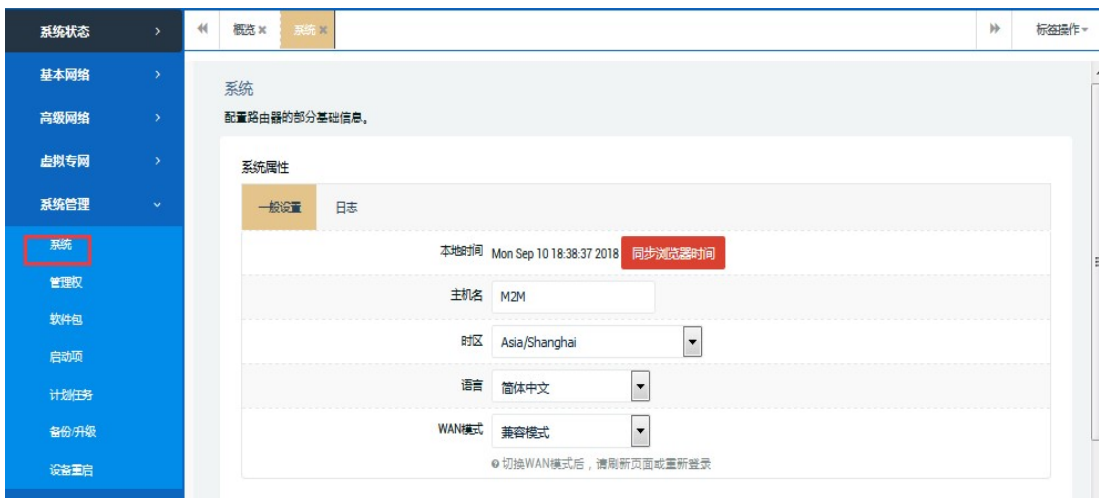 系统状态
概览
系统
标签操作
基本网络
高级网络
虚拟专网
系统管理
系统
管理权
软件包
启动项
计划任务
备份/升级
设备重启
系统
配置路由器的部分基础信息。
系统属性
一般设置 日志
本地时间 Mon Sep 10 18:38:37 2018 同步浏览器时间
主机名 M2M
时区 Asia/Shanghai
语言 简体中文
WAN模式 兼容模式
切换WAN模式后，请刷新页面或重新登录